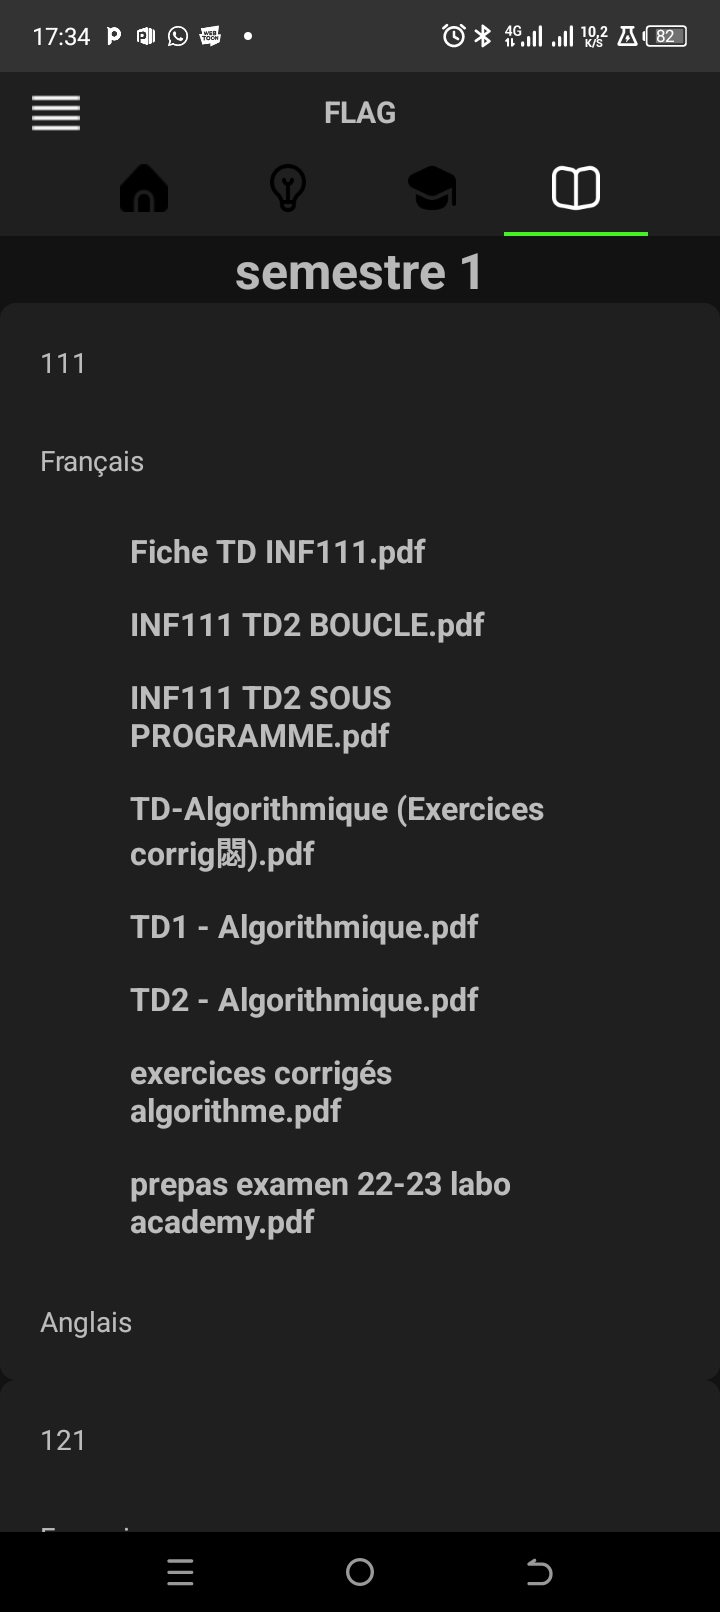 17:34
WEB
TOON
4G
10,2
K/S
82
FLAG
semestre 1
111
Français
Fiche TD INF111.pdf
INF111 TD2 BOUCLE.pdf
INF111 TD2 SOUS
PROGRAMME.pdf
TD-Algorithmique (Exercices
corrig閟).pdf
TD1 - Algorithmique.pdf
TD2 - Algorithmique.pdf
exercices corrigés
algorithme.pdf
prepas examen 22-23 labo
academy.pdf
Anglais
121